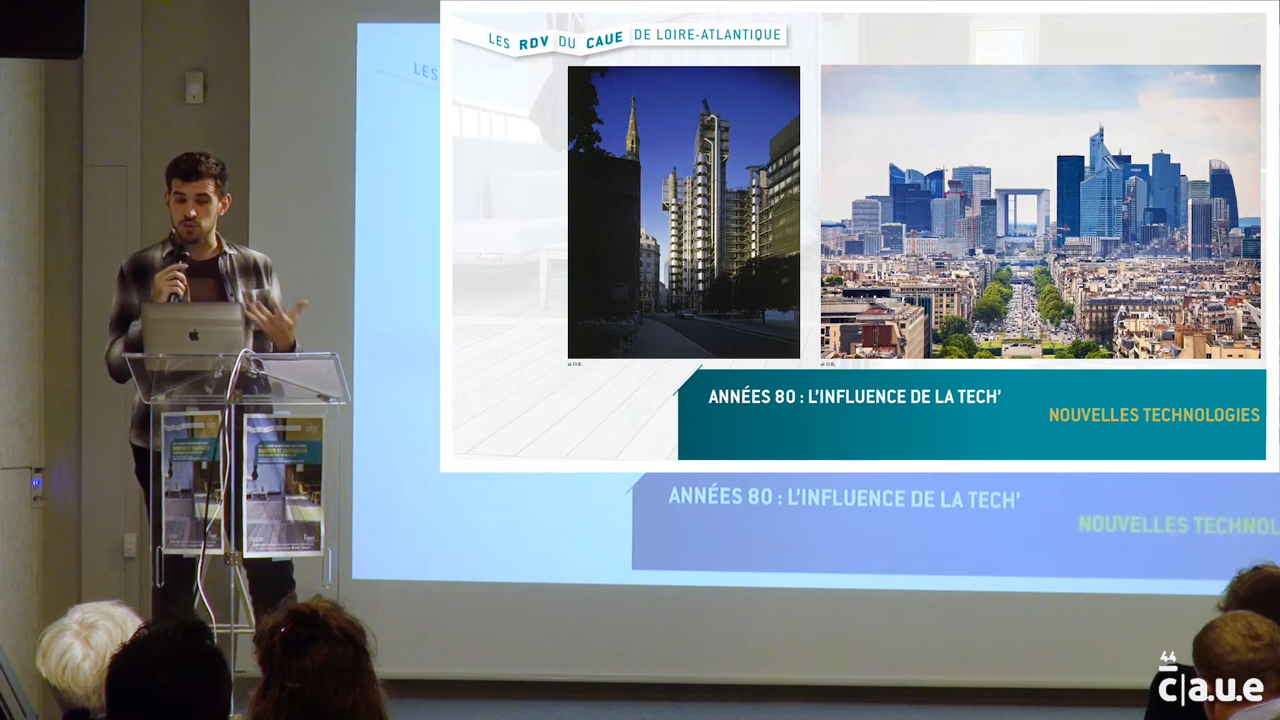 LES RDV DU CAUE DE LOIRE-ATLANTIQUE
LES
© D.R.
© D.R.
ANNÉES 80 : L'INFLUENCE DE LA TECH'
NOUVELLES TECHNOLOGIES
ANNÉES 80 : L'INFLUENCE DE LA TECH'
NOUVELLES TECHNOL
44
c|a.u.e